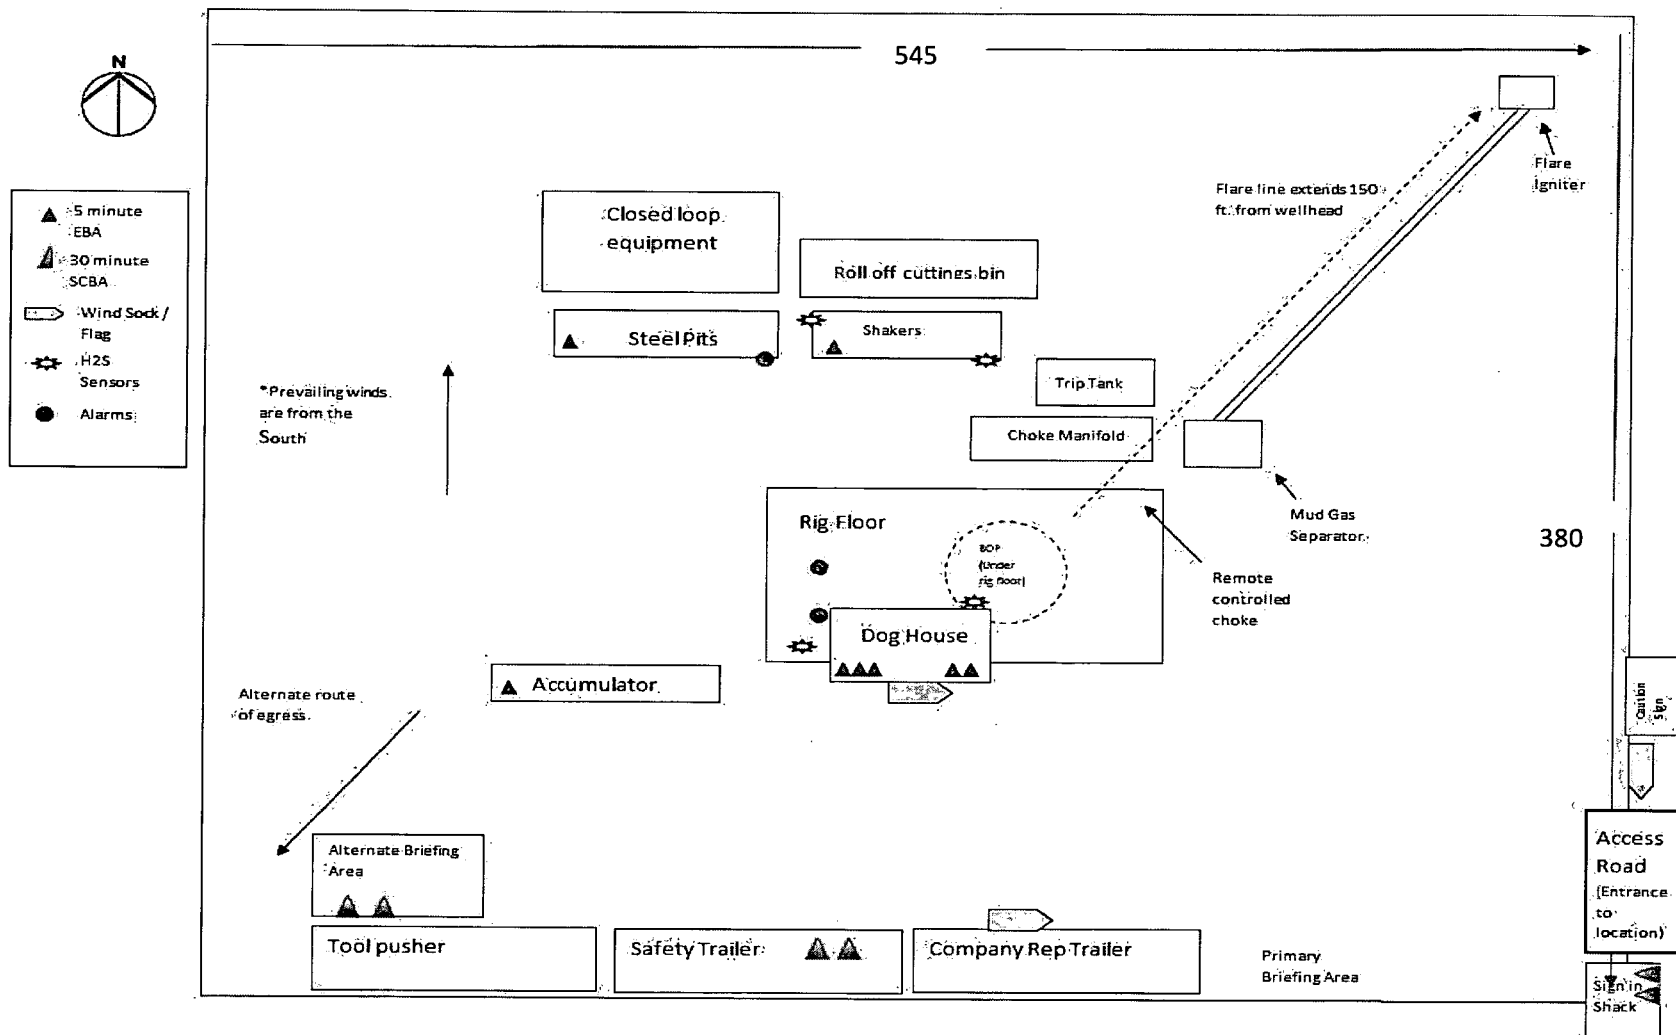 545
N
5 minute
EBA
30 minute
SCBA
Wind Sock /
Flag
H2S
Sensors
Alarms
*Prevailing winds
are from the
South
Closed loop
equipment
Roll off cuttings bin
Steel Pits
Shakers
Trip Tank
Choke Manifold
Flare line extends 150
ft. from wellhead
Flare
Igniter
Mud Gas
Separator
380
Rig Floor
BOP
(Under
rig floor)
Remote
controlled
choke
Dog House
Accumulator
Alternate route
of egress.
Caution
Sign
Alternate Briefing
Area
Tool pusher
Safety Trailer
Company Rep Trailer
Primary
Briefing Area
Access
Road
(Entrance
to
location)
Sign in
Shack